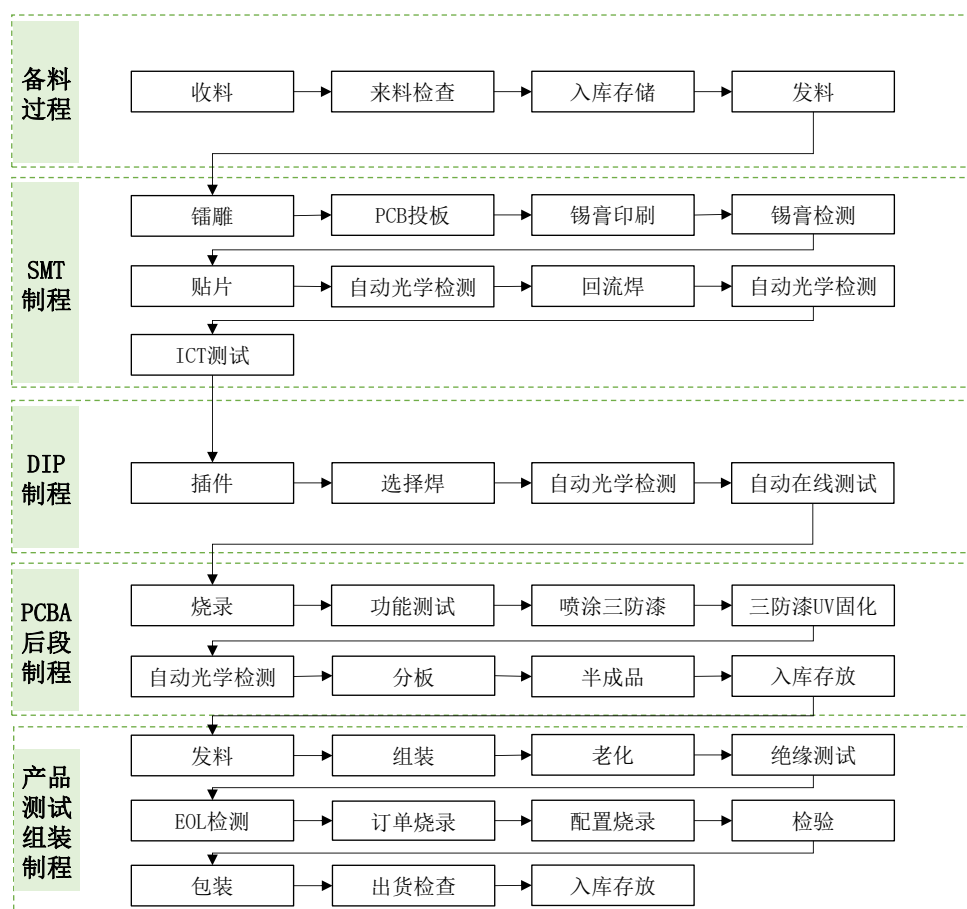 备料
过程
收料
来料检查
入库存储
发料
SMT
制程
镭雕
PCB投板
锡膏印刷
锡膏检测
贴片
自动光学检测
回流焊
自动光学检测
ICT测试
DIP
制程
插件
选择焊
自动光学检测
自动在线测试
PCBA
后段
制程
烧录
功能测试
喷涂三防漆
三防漆UV固化
自动光学检测
分板
半成品
入库存放
产品
测试
组装
制程
发料
组装
老化
绝缘测试
EOL检测
订单烧录
配置烧录
检验
包装
出货检查
入库存放